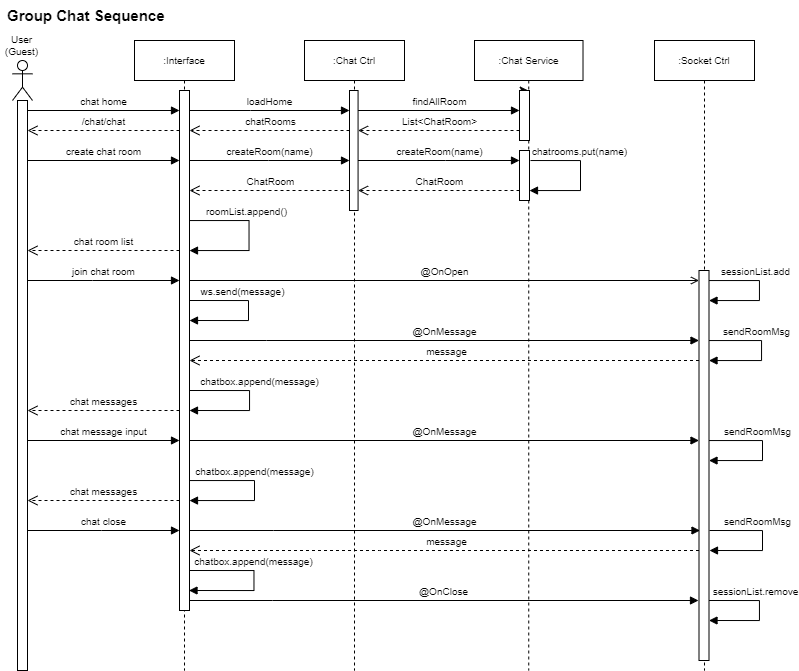 Group Chat Sequence
User
(Guest)
:Interface
:Chat Ctrl
:Chat Service
:Socket Ctrl
chat home
loadHome
findAllRoom
/chat/chat
chatRooms
List<ChatRoom>
create chat room
createRoom(name)
createRoom(name)
chatrooms.put(name)
ChatRoom
ChatRoom
roomList.append()
chat room list
join chat room
@OnOpen
sessionList.add
ws.send(message)
@OnMessage
sendRoomMsg
message
chatbox.append(message)
chat messages
chat message input
@OnMessage
sendRoomMsg
chatbox.append(message)
chat messages
chat close
@OnMessage
sendRoomMsg
message
chatbox.append(message)
@OnClose
sessionList.remove